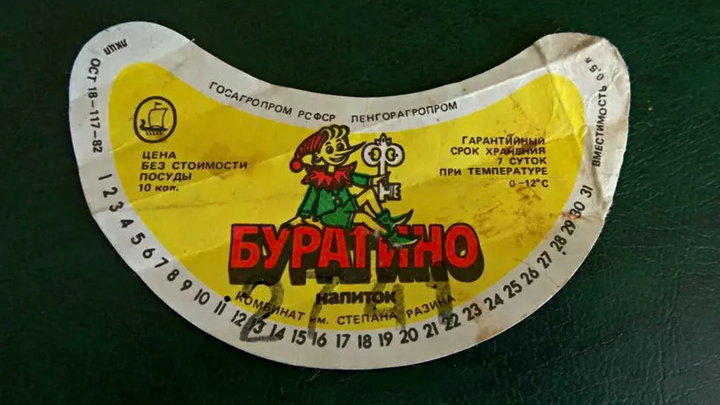 ЦПКП
ОСТ 18-117-82
ГОСАГРОПРОМ РСФСР ЛЕНГОРАГРОПРОМ
ВМЕСТИМОСТЬ 0,5 л
ЦЕНА
БЕЗ СТОИМОСТИ
ПОСУДЫ
10 коп.
ГАРАНТИЙНЫЙ
СРОК ХРАНЕНИЯ
7 СУТОК
ПРИ ТЕМПЕРАТУРЕ
0-12°С
БУРАТИНО
напиток
КОМБИНАТ им. СТЕПАНА РАЗИНА
1 2 3 4 5 6 7 8 9 10 11 12 13 14 15 16 17 18 19 20 21 22 23 24 25 26 27 28 29 30 31